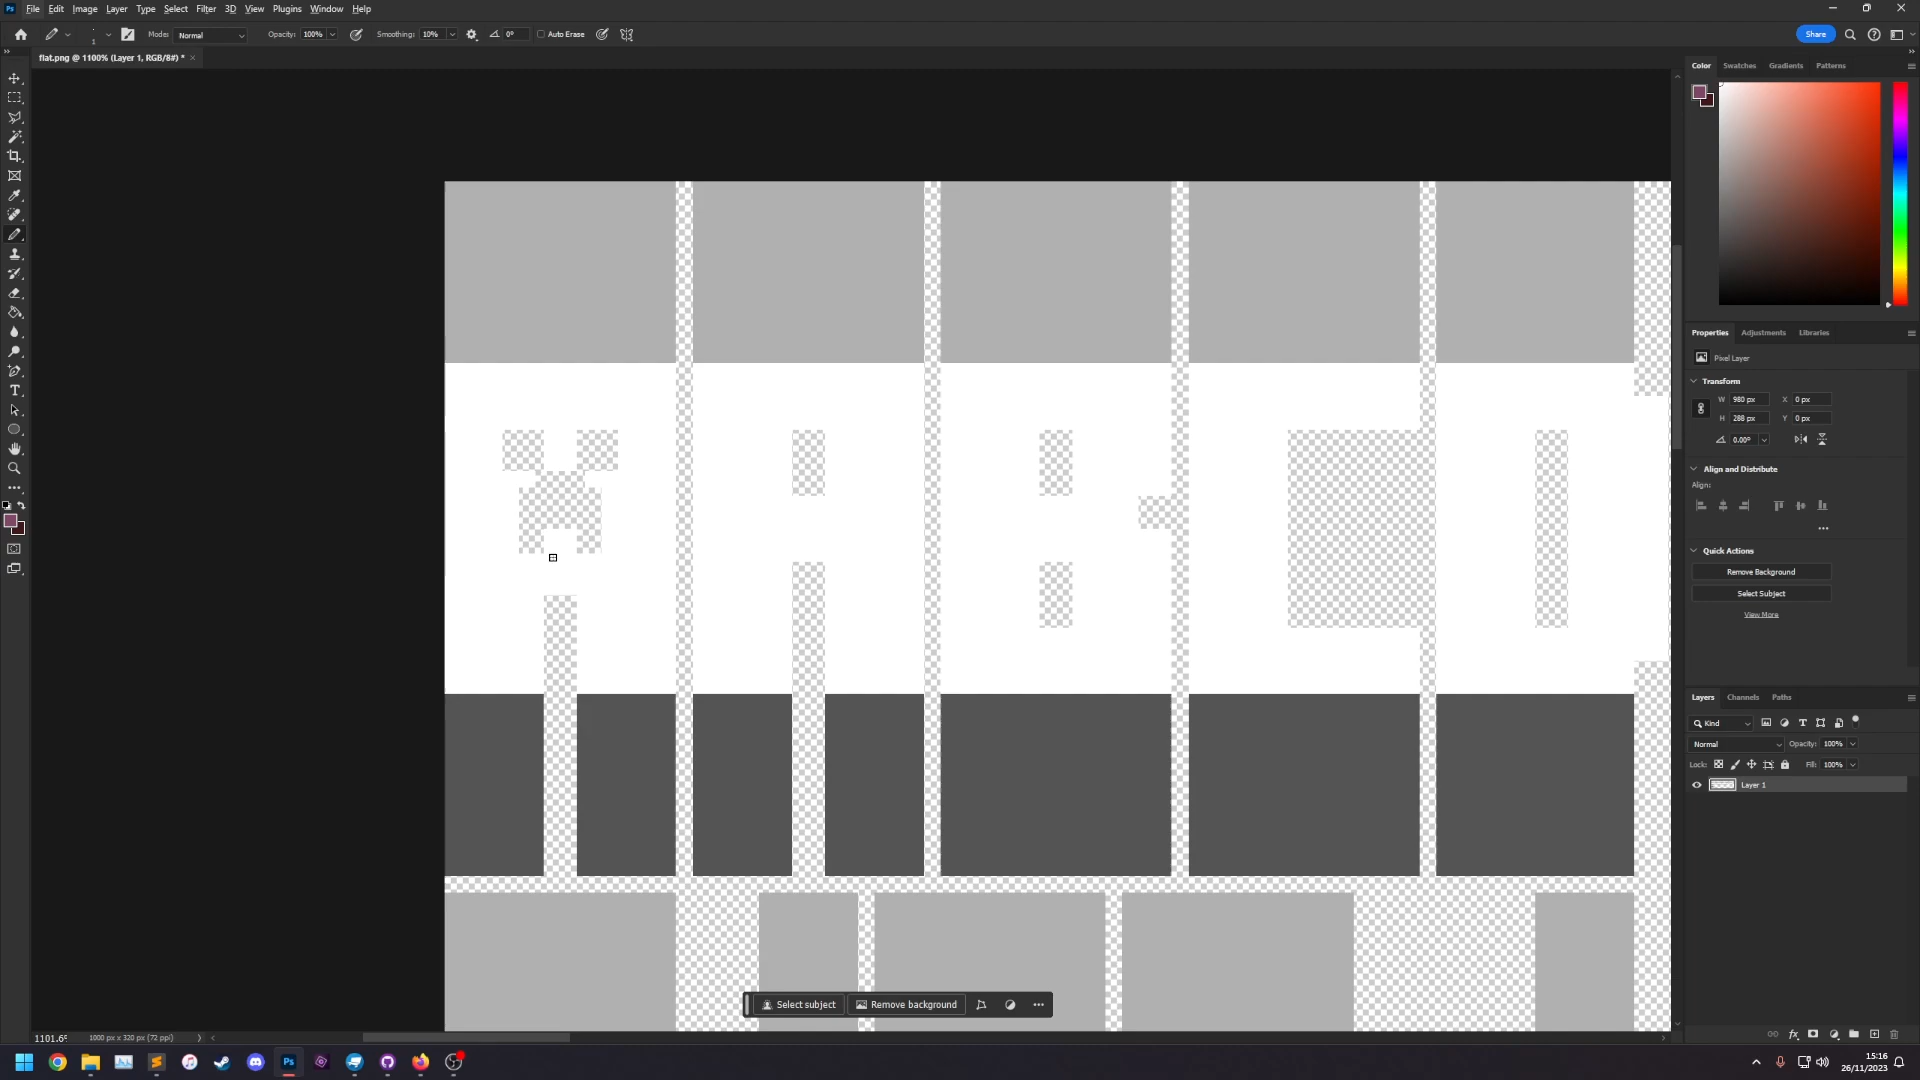 Ps File Edit Image Layer Type Select Filter 3D View Plugins Window Help
1 Mode: Normal Opacity: 100% Smoothing: 10% 0° Auto Erase Share
flat.png @ 1100% (Layer 1, RGB/8#) * ×
Color Swatches Gradients Patterns
Properties Adjustments Libraries
Pixel Layer
Transform
W 980 px X 0 px
H 288 px Y 0 px
0.00°
Align and Distribute
Align:
Quick Actions
Remove Background
Select Subject
View More
Layers Channels Paths
Kind
Normal Opacity: 100%
Lock: Fill: 100%
Layer 1
ABCD
Select subject Remove background
1101.6% 1000 px x 320 px (72 ppi)
Ps
15:16
26/11/2023